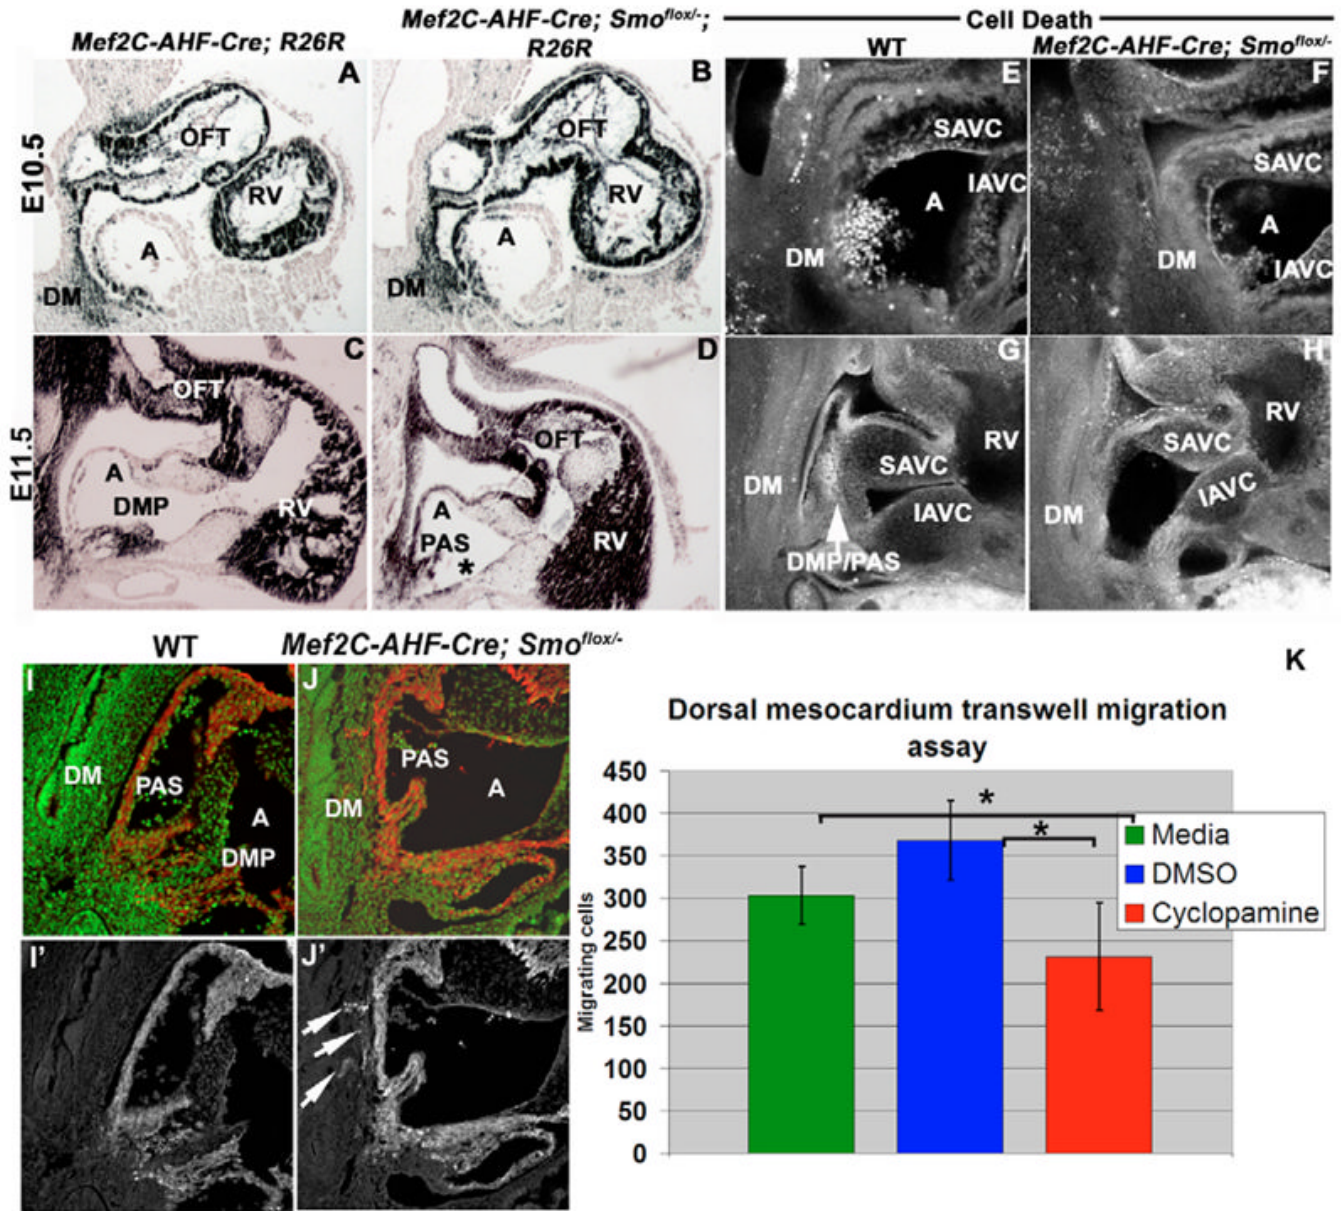 Mef2C-AHF-Cre; R26R
Mef2C-AHF-Cre; Smoflox/-;
R26R
Cell Death
WT
Mef2C-AHF-Cre; Smoflox/-
E10.5
A
OFT
RV
A
DM
B
OFT
RV
A
DM
E
SAVC
IAVC
A
DM
F
SAVC
A
DM
IAVC
E11.5
C
OFT
A
DMP
RV
D
OFT
A
PAS
*
RV
G
RV
DM
SAVC
IAVC
DMP/PAS
H
RV
SAVC
IAVC
DM
WT
Mef2C-AHF-Cre; Smoflox/-
I
DM
PAS
A
DMP
J
PAS
DM
A
I'
J'
K
Dorsal mesocardium transwell migration
assay
Migrating cells
450
400
350
300
250
200
150
100
50
0
*
*
Media
DMSO
Cyclopamine